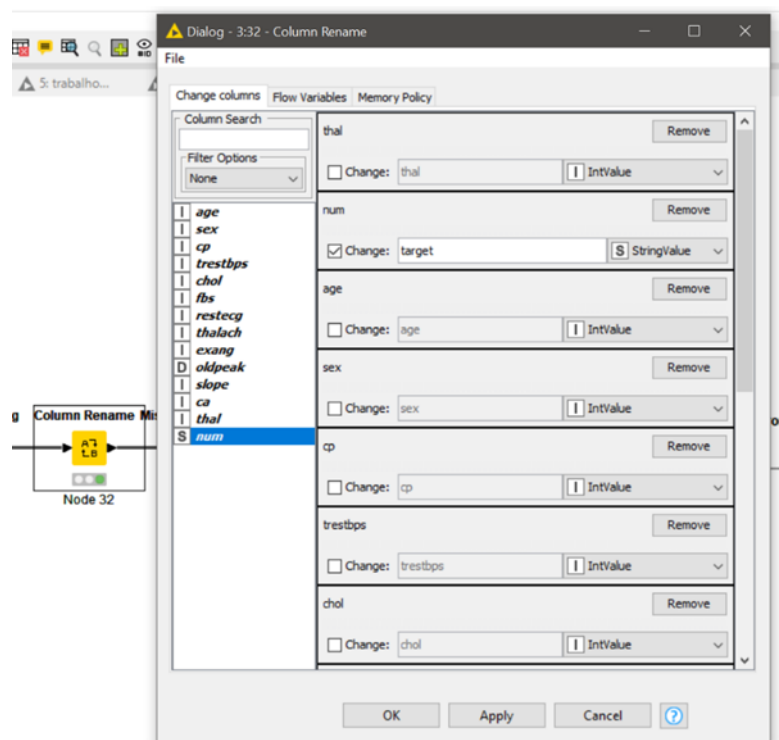 Dialog - 3:32 - Column Rename
File
5: trabalho...
Change columns Flow Variables Memory Policy
Column Search
Filter Options
None
I age
I sex
I cp
I trestbps
I chol
I fbs
I restecg
I thalach
I exang
D oldpeak
I slope
I ca
I thal
S num
thal Remove
Change: thal I IntValue
num Remove
Change: target S StringValue
age Remove
Change: age I IntValue
sex Remove
Change: sex I IntValue
cp Remove
Change: cp I IntValue
trestbps Remove
Change: trestbps I IntValue
chol Remove
Change: chol I IntValue
g Column Rename Mis
Node 32
OK Apply Cancel ?